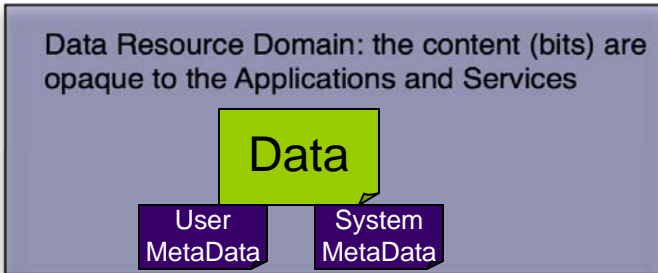 Data Resource Domain: the content (bits) are
opaque to the Applications and Services
Data
User
MetaData
System
MetaData